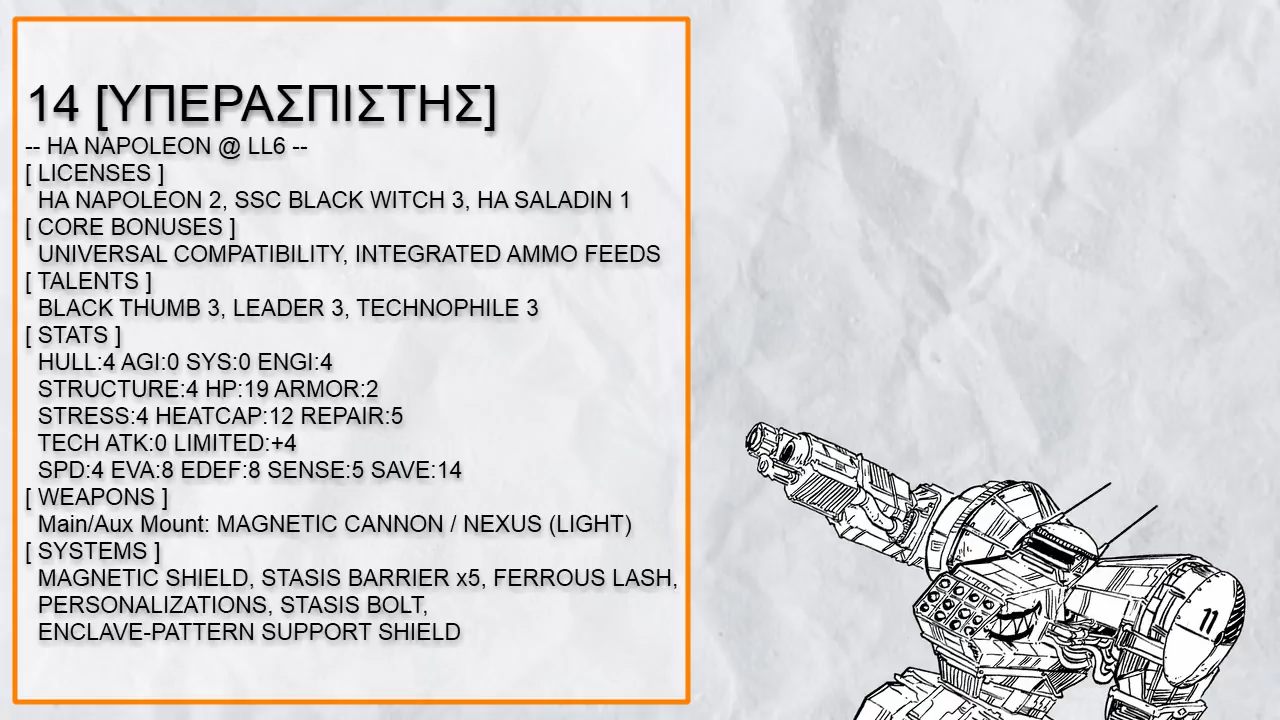 14 [ΥΠΕΡΑΣΠΙΣΤΗΣ]
-- HA NAPOLEON @ LL6 --
[ LICENSES ]
HA NAPOLEON 2, SSC BLACK WITCH 3, HA SALADIN 1
[ CORE BONUSES ]
UNIVERSAL COMPATIBILITY, INTEGRATED AMMO FEEDS
[ TALENTS ]
BLACK THUMB 3, LEADER 3, TECHNOPHILE 3
[ STATS ]
HULL:4 AGI:0 SYS:0 ENGI:4
STRUCTURE:4 HP:19 ARMOR:2
STRESS:4 HEATCAP:12 REPAIR:5
TECH ATK:0 LIMITED:+4
SPD:4 EVA:8 EDEF:8 SENSE:5 SAVE:14
[ WEAPONS ]
Main/Aux Mount: MAGNETIC CANNON / NEXUS (LIGHT)
[ SYSTEMS ]
MAGNETIC SHIELD, STASIS BARRIER x5, FERROUS LASH,
PERSONALIZATIONS, STASIS BOLT,
ENCLAVE-PATTERN SUPPORT SHIELD
11